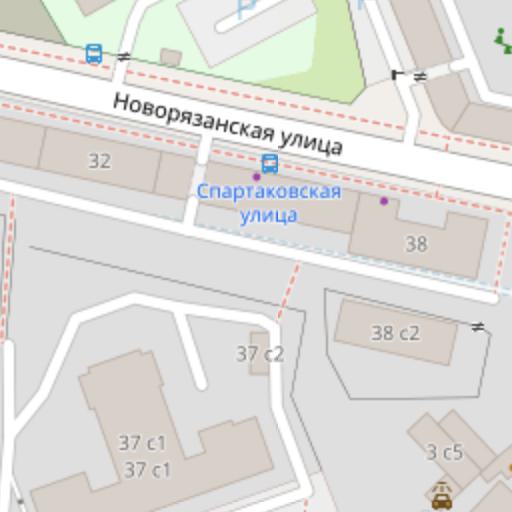 P
Новорязанская улица
32
Спартаковская
улица
38
38 с2
37 с2
37 с1
37 с1
3 с5